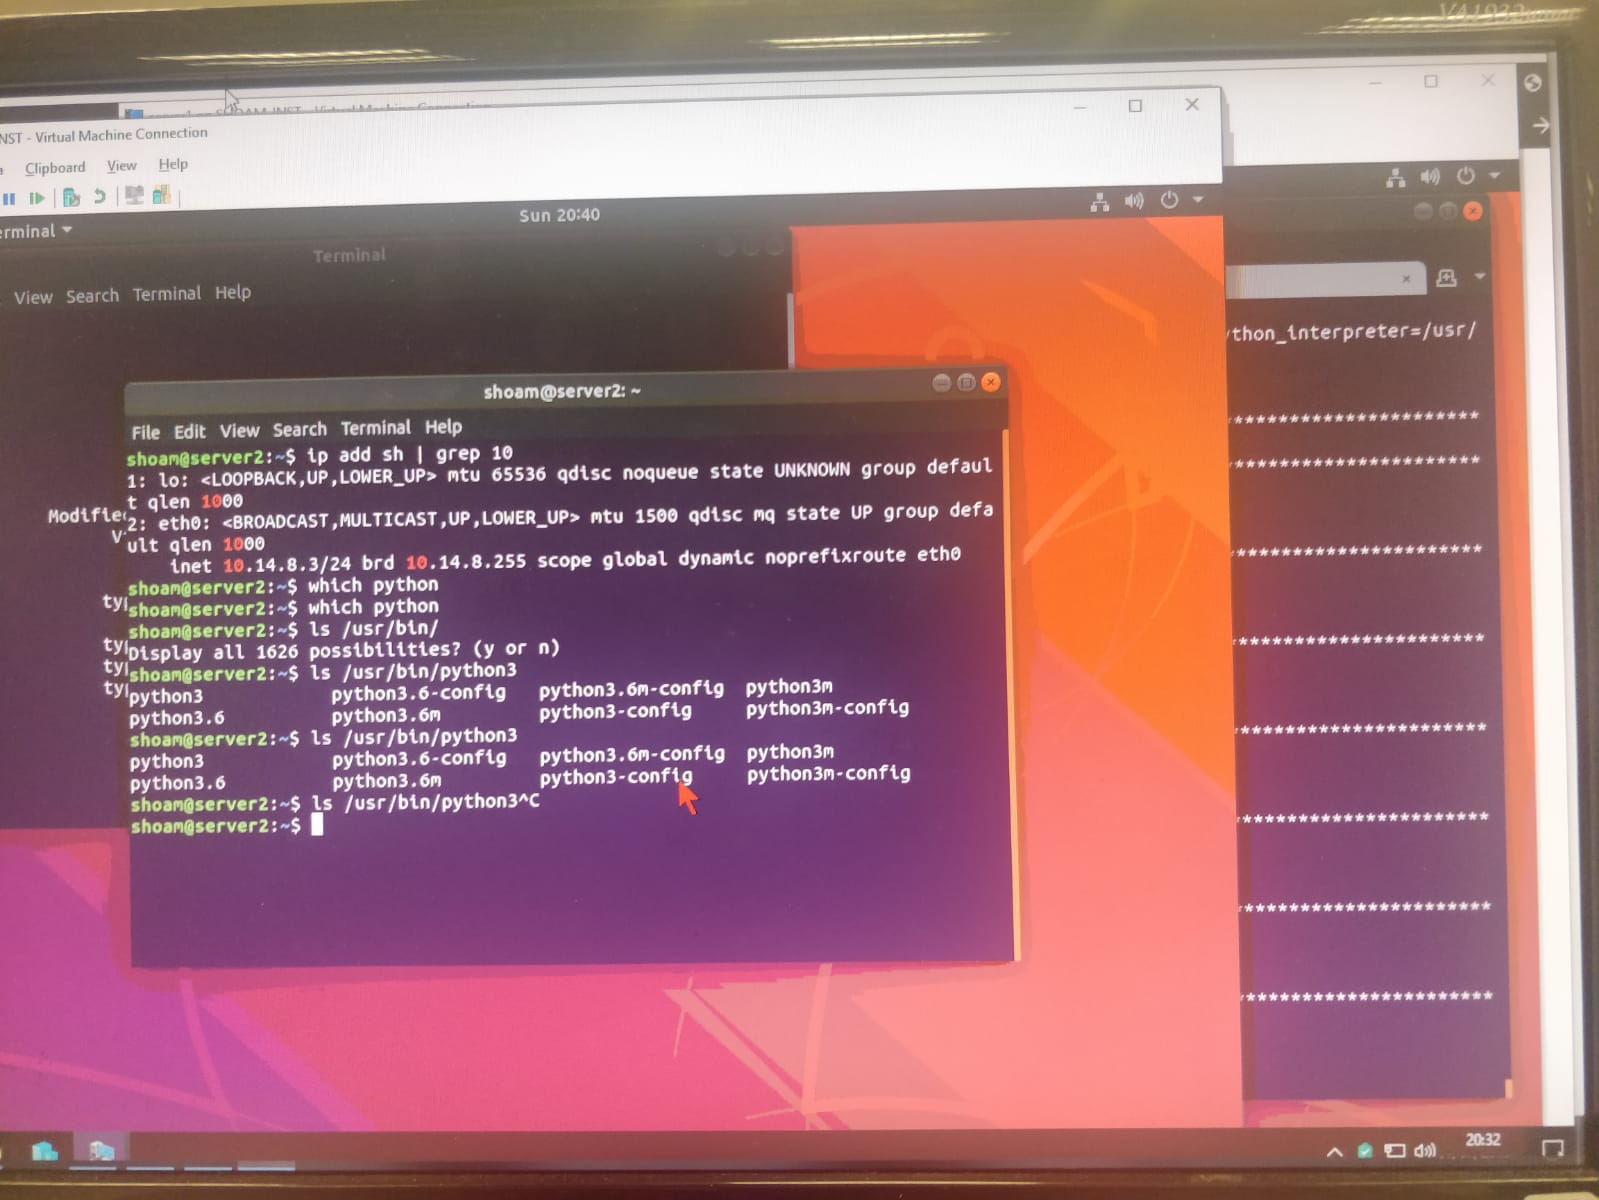 VA1932wm
NST - Virtual Machine Connection
Clipboard View Help
Sun 20:40
erminal
Terminal
View Search Terminal Help
thon_interpreter=/usr/
*********************
*********************
*********************
*********************
*********************
*********************
*********************
*********************
Modifie
V
ty
ty
ty
ty
shoam@server2: ~
File Edit View Search Terminal Help
shoam@server2:~$ ip add sh | grep 10
1: lo: <LOOPBACK,UP,LOWER_UP> mtu 65536 qdisc noqueue state UNKNOWN group defaul
t qlen 1000
2: eth0: <BROADCAST,MULTICAST,UP,LOWER_UP> mtu 1500 qdisc mq state UP group defa
ult qlen 1000
inet 10.14.8.3/24 brd 10.14.8.255 scope global dynamic noprefixroute eth0
shoam@server2:~$ which python
shoam@server2:~$ which python
shoam@server2:~$ ls /usr/bin/
Display all 1626 possibilities? (y or n)
shoam@server2:~$ ls /usr/bin/python3
python3 python3.6-config python3.6m-config python3m
python3.6 python3.6m python3-config python3m-config
shoam@server2:~$ ls /usr/bin/python3
python3 python3.6-config python3.6m-config python3m
python3.6 python3.6m python3-config python3m-config
shoam@server2:~$ ls /usr/bin/python3^C
shoam@server2:~$
20:32